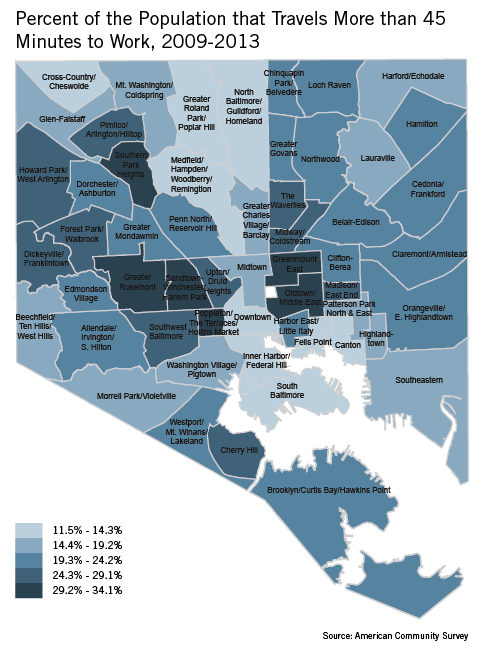 Percent of the Population that Travels More than 45
Minutes to Work, 2009-2013
Cross-Country/
Cheswolde
Mt. Washington/
Coldspring
Greater
Roland
Park/
Poplar Hill
North
Baltimore/
Guildford/
Homeland
Chinquapin
Park/
Belvedere
Loch Raven
Harford/Echodale
Glen-Falstaff
Pimlico/
Arlington/Hilltop
Hamilton
Southern
Park
Heights
Greater
Govans
Northwood
Lauraville
Howard Park/
West Arlington
Medfield/
Hampden/
Woodberry/
Remington
Dorchester/
Ashburton
Cedonia/
Frankford
The
Waverlies
Greater
Charles
Village/
Barclay
Penn North/
Reservoir Hill
Belair-Edison
Forest Park/
Walbrook
Greater
Mondawmin
Midway/
Coldstream
Dickeyville/
Franklintown
Claremont/Armistead
Greenmount
East
Clifton-
Berea
Midtown
Greater
Rosemont
Sandtown-
Winchester/
Harlem Park
Upton/
Druid
Heights
Edmondson
Village
Madison/
East End
Oldtown/
Middle East
Patterson Park
North & East
Orangeville/
E. Highlandtown
Beechfield/
Ten Hills/
West Hills
Poppleton/
The Terraces/
Hollins Market
Downtown
Harbor East/
Little Italy
Allendale/
Irvington/
S. Hilton
Southwest
Baltimore
Highland-
town
Fells Point
Canton
Inner Harbor/
Federal Hill
Washington Village/
Pigtown
Southeastern
South
Baltimore
Morrell Park/Violetville
Westport/
Mt. Winans/
Lakeland
Cherry Hill
Brooklyn/Curtis Bay/Hawkins Point
11.5% - 14.3%
14.4% - 19.2%
19.3% - 24.2%
24.3% - 29.1%
29.2% - 34.1%
Source: American Community Survey